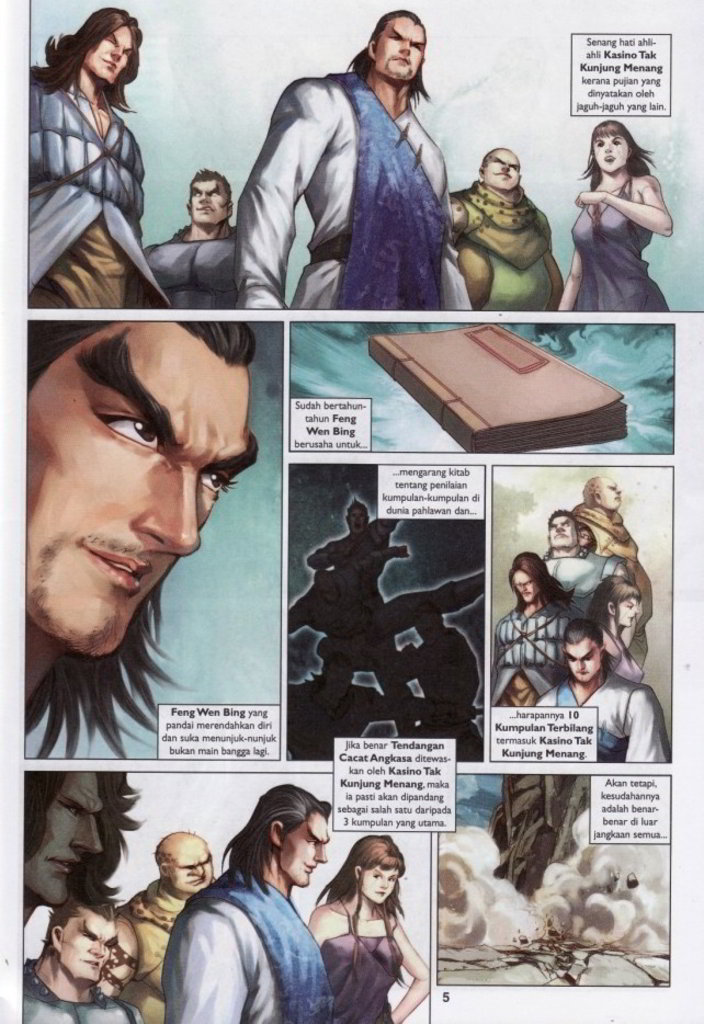 Senang hati ahli-
ahli Kasino Tak
Kunjung Menang
kerana pujian yang
dinyatakan oleh
jaguh-jaguh yang lain.
Sudah bertahun-
tahun Feng
Wen Bing
berusaha untuk...
Feng Wen Bing yang
pandai merendahkan diri
dan suka menunjuk-nunjuk
bukan main bangga lagi.
...mengarang kitab
tentang penilaian
kumpulan-kumpulan di
dunia pahlawan dan...
...harapannya 10
Kumpulan Terbilang
termasuk Kasino Tak
Kunjung Menang.
Jika benar Tendangan
Cacat Angkasa ditewas-
kan oleh Kasino Tak
Kunjung Menang, maka
ia pasti akan dipandang
sebagai salah satu daripada
3 kumpulan yang utama.
Akan tetapi,
kesudahannya
adalah benar-
benar di luar
jangkaan semua...
5